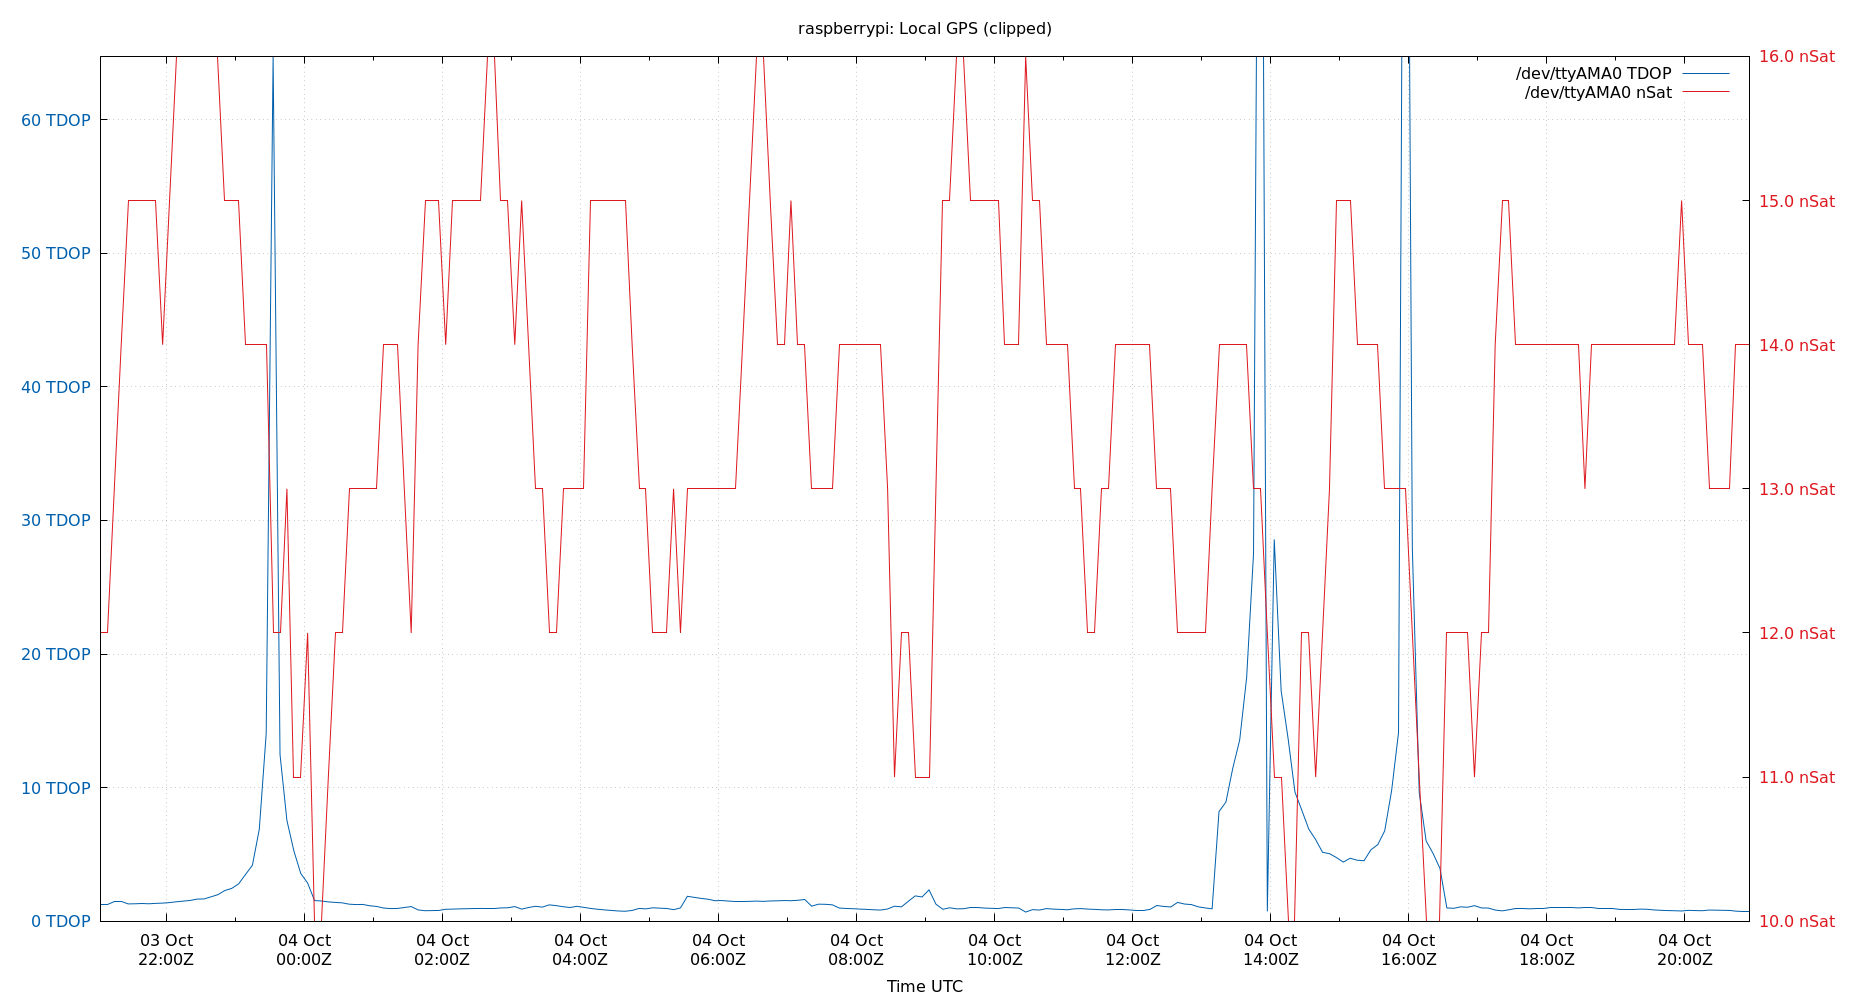 raspberrypi: Local GPS (clipped)
/dev/ttyAMA0 TDOP
/dev/ttyAMA0 nSat
60 TDOP
50 TDOP
40 TDOP
30 TDOP
20 TDOP
10 TDOP
0 TDOP
16.0 nSat
15.0 nSat
14.0 nSat
13.0 nSat
12.0 nSat
11.0 nSat
10.0 nSat
03 Oct
22:00Z
04 Oct
00:00Z
04 Oct
02:00Z
04 Oct
04:00Z
04 Oct
06:00Z
04 Oct
08:00Z
04 Oct
10:00Z
04 Oct
12:00Z
04 Oct
14:00Z
04 Oct
16:00Z
04 Oct
18:00Z
04 Oct
20:00Z
Time UTC